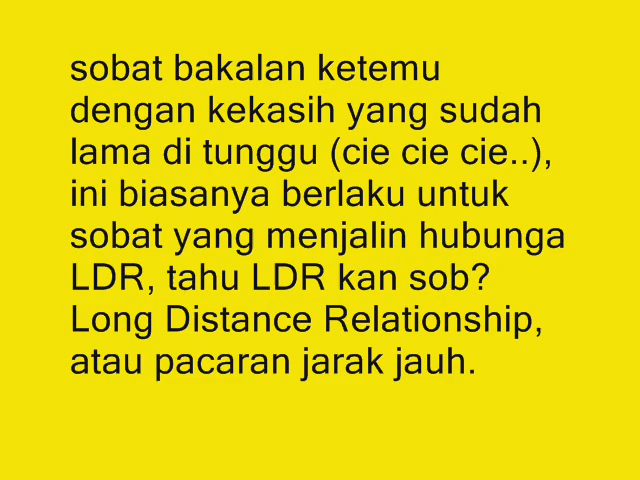 sobat bakalan ketemu
dengan kekasih yang sudah
lama di tunggu (cie cie cie..),
ini biasanya berlaku untuk
sobat yang menjalin hubunga
LDR, tahu LDR kan sob?
Long Distance Relationship,
atau pacaran jarak jauh.